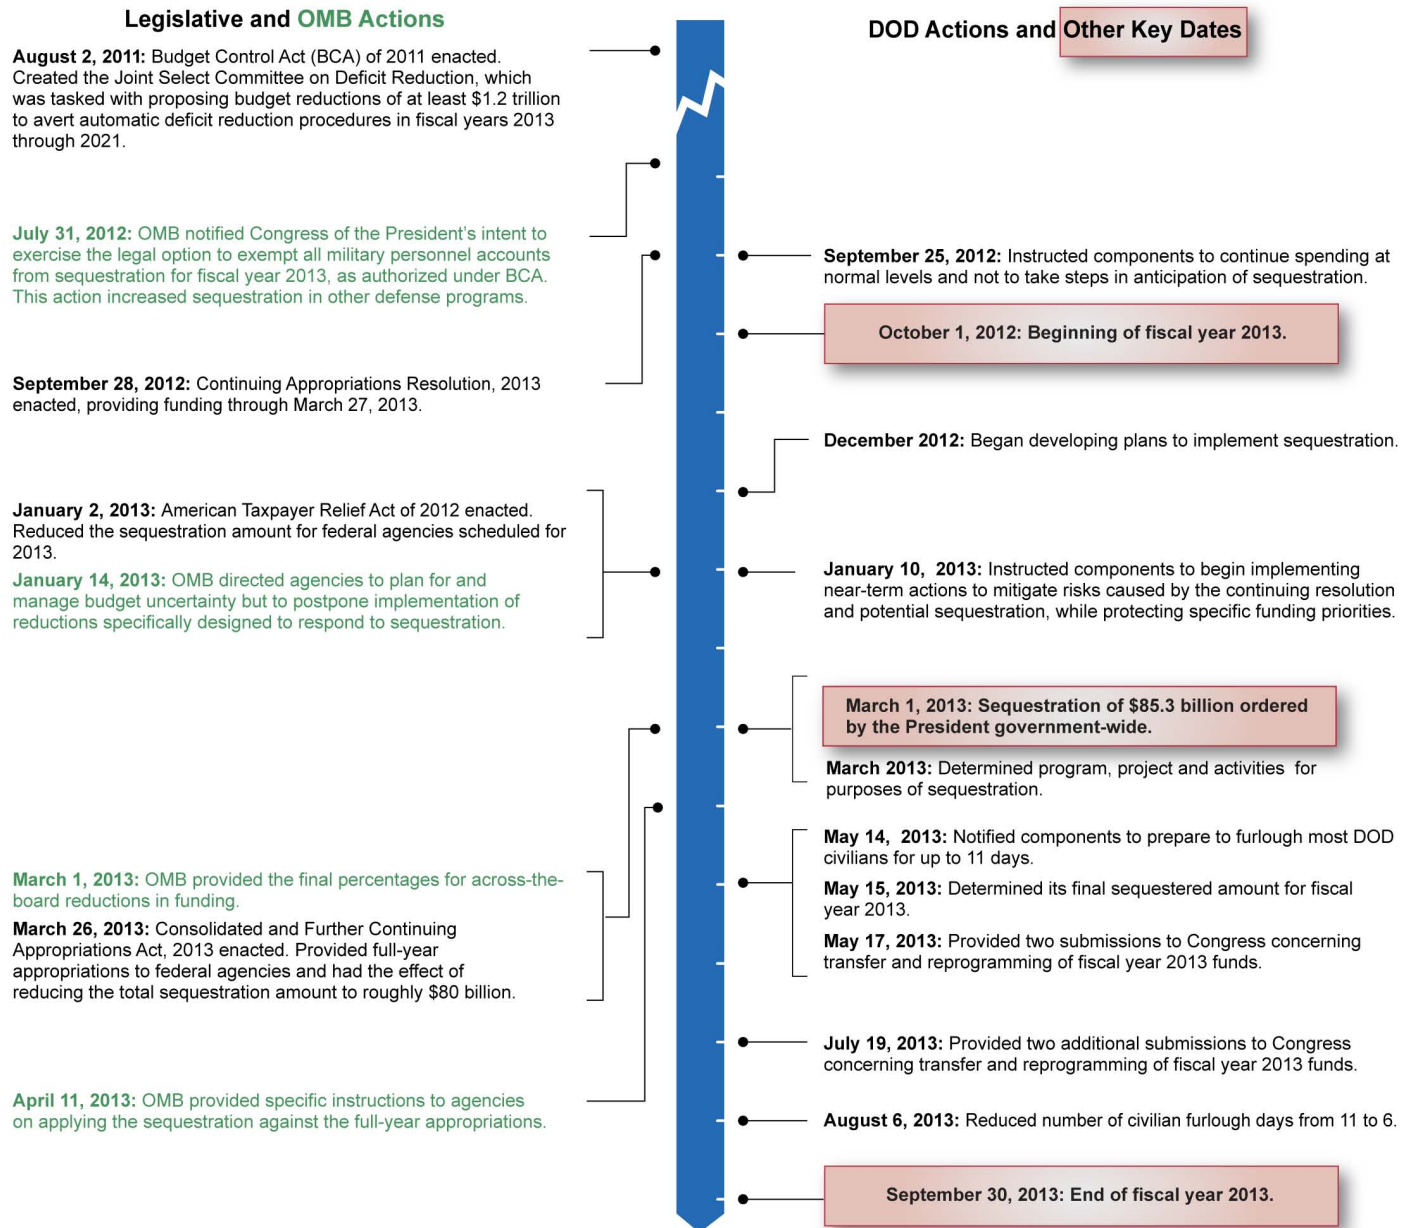 Legislative and OMB Actions
August 2, 2011: Budget Control Act (BCA) of 2011 enacted.
Created the Joint Select Committee on Deficit Reduction, which
was tasked with proposing budget reductions of at least $1.2 trillion
to avert automatic deficit reduction procedures in fiscal years 2013
through 2021.
July 31, 2012: OMB notified Congress of the President's intent to
exercise the legal option to exempt all military personnel accounts
from sequestration for fiscal year 2013, as authorized under BCA.
This action increased sequestration in other defense programs.
September 28, 2012: Continuing Appropriations Resolution, 2013
enacted, providing funding through March 27, 2013.
January 2, 2013: American Taxpayer Relief Act of 2012 enacted.
Reduced the sequestration amount for federal agencies scheduled for
2013.
January 14, 2013: OMB directed agencies to plan for and
manage budget uncertainty but to postpone implementation of
reductions specifically designed to respond to sequestration.
March 1, 2013: OMB provided the final percentages for across-the-
board reductions in funding.
March 26, 2013: Consolidated and Further Continuing
Appropriations Act, 2013 enacted. Provided full-year
appropriations to federal agencies and had the effect of
reducing the total sequestration amount to roughly $80 billion.
April 11, 2013: OMB provided specific instructions to agencies
on applying the sequestration against the full-year appropriations.
DOD Actions and Other Key Dates
September 25, 2012: Instructed components to continue spending at
normal levels and not to take steps in anticipation of sequestration.
October 1, 2012: Beginning of fiscal year 2013.
December 2012: Began developing plans to implement sequestration.
January 10, 2013: Instructed components to begin implementing
near-term actions to mitigate risks caused by the continuing resolution
and potential sequestration, while protecting specific funding priorities.
March 1, 2013: Sequestration of $85.3 billion ordered
by the President government-wide.
March 2013: Determined program, project and activities for
purposes of sequestration.
May 14, 2013: Notified components to prepare to furlough most DOD
civilians for up to 11 days.
May 15, 2013: Determined its final sequestered amount for fiscal
year 2013.
May 17, 2013: Provided two submissions to Congress concerning
transfer and reprogramming of fiscal year 2013 funds.
July 19, 2013: Provided two additional submissions to Congress
concerning transfer and reprogramming of fiscal year 2013 funds.
August 6, 2013: Reduced number of civilian furlough days from 11 to 6.
September 30, 2013: End of fiscal year 2013.